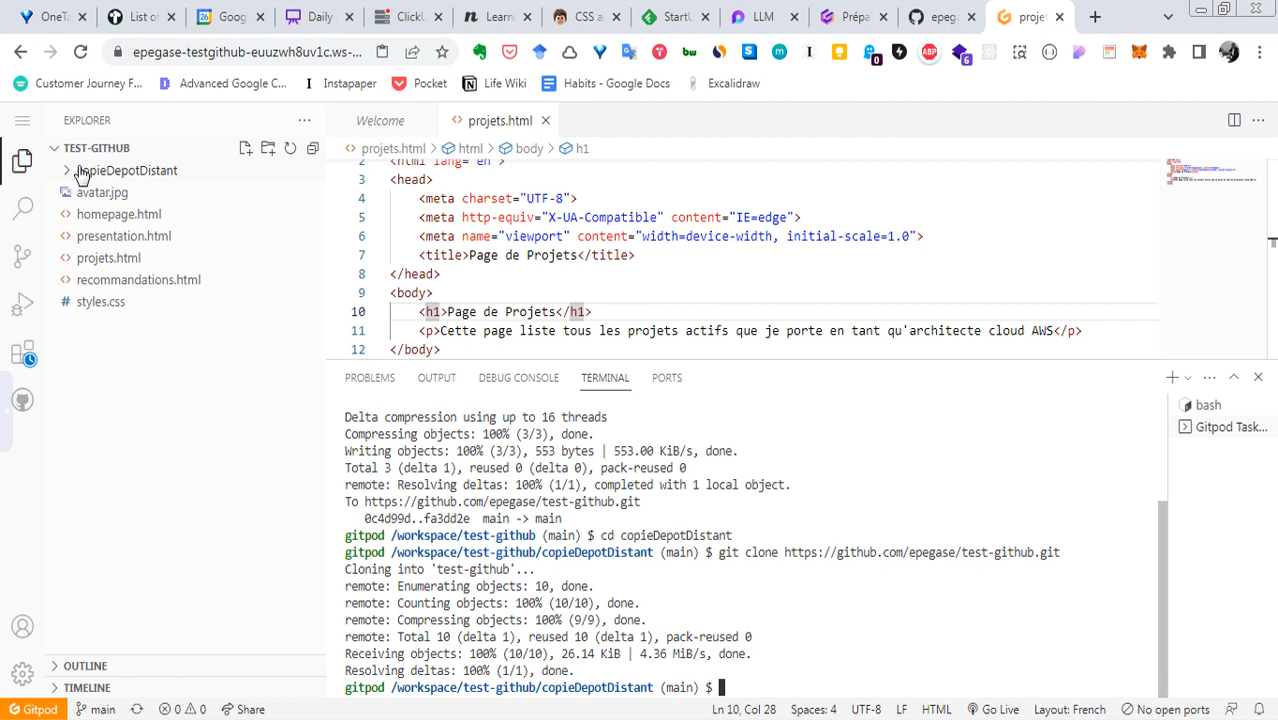 OneTa
List of
Goog
Daily
ClickU
Learn
CSS a
StartU
LLM
Prépa
epega
projet
epegase-testgithub-euuzwh8uv1c.ws-...
Customer Journey F...
Advanced Google C...
Instapaper
Pocket
Life Wiki
Habits - Google Docs
Excalidraw
EXPLORER
TEST-GITHUB
copieDepotDistant
avatar.jpg
homepage.html
presentation.html
projets.html
recommandations.html
styles.css
OUTLINE
TIMELINE
Welcome
projets.html
projets.html > html > body > h1
2 <html lang="en">
3 <head>
4 <meta charset="UTF-8">
5 <meta http-equiv="X-UA-Compatible" content="IE=edge">
6 <meta name="viewport" content="width=device-width, initial-scale=1.0">
7 <title>Page de Projets</title>
8 </head>
9 <body>
10 <h1>Page de Projets</h1>
11 <p>Cette page liste tous les projets actifs que je porte en tant qu'architecte cloud AWS</p>
12 </body>
PROBLEMS OUTPUT DEBUG CONSOLE TERMINAL PORTS
Delta compression using up to 16 threads
Compressing objects: 100% (3/3), done.
Writing objects: 100% (3/3), 553 bytes | 553.00 KiB/s, done.
Total 3 (delta 1), reused 0 (delta 0), pack-reused 0
remote: Resolving deltas: 100% (1/1), completed with 1 local object.
To https://github.com/epegase/test-github.git
0c4d99d..fa3dd2e main -> main
gitpod /workspace/test-github (main) $ cd copieDepotDistant
gitpod /workspace/test-github/copieDepotDistant (main) $ git clone https://github.com/epegase/test-github.git
Cloning into 'test-github'...
remote: Enumerating objects: 10, done.
remote: Counting objects: 100% (10/10), done.
remote: Compressing objects: 100% (9/9), done.
remote: Total 10 (delta 1), reused 10 (delta 1), pack-reused 0
Receiving objects: 100% (10/10), 26.14 KiB | 4.36 MiB/s, done.
Resolving deltas: 100% (1/1), done.
gitpod /workspace/test-github/copieDepotDistant (main) $
bash
Gitpod Task...
Gitpod main 0 0 Share Ln 10, Col 28 Spaces: 4 UTF-8 LF HTML Go Live Layout: French No open ports